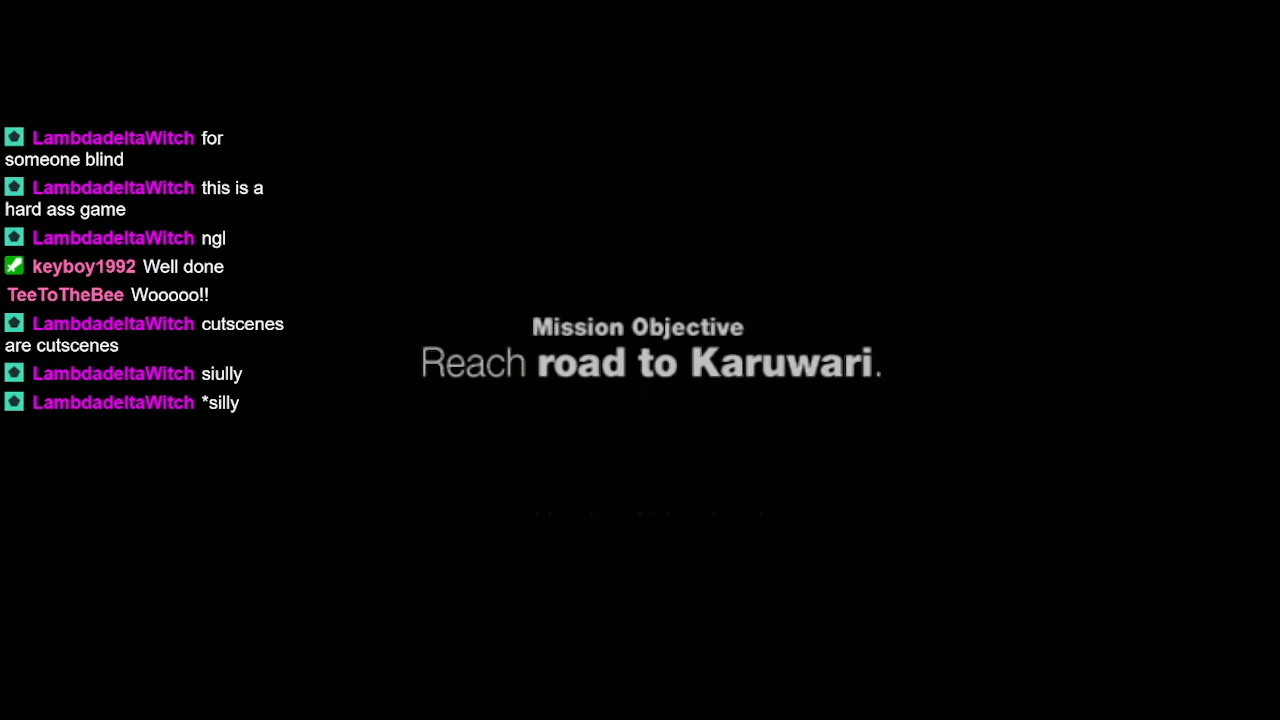 LambdadeltaWitch for
someone blind
LambdadeltaWitch this is a
hard ass game
LambdadeltaWitch ngl
keyboy1992 Well done
TeeToTheBee Wooooo!!
LambdadeltaWitch cutscenes
are cutscenes
LambdadeltaWitch siully
LambdadeltaWitch *silly
Mission Objective
Reach road to Karuwari.